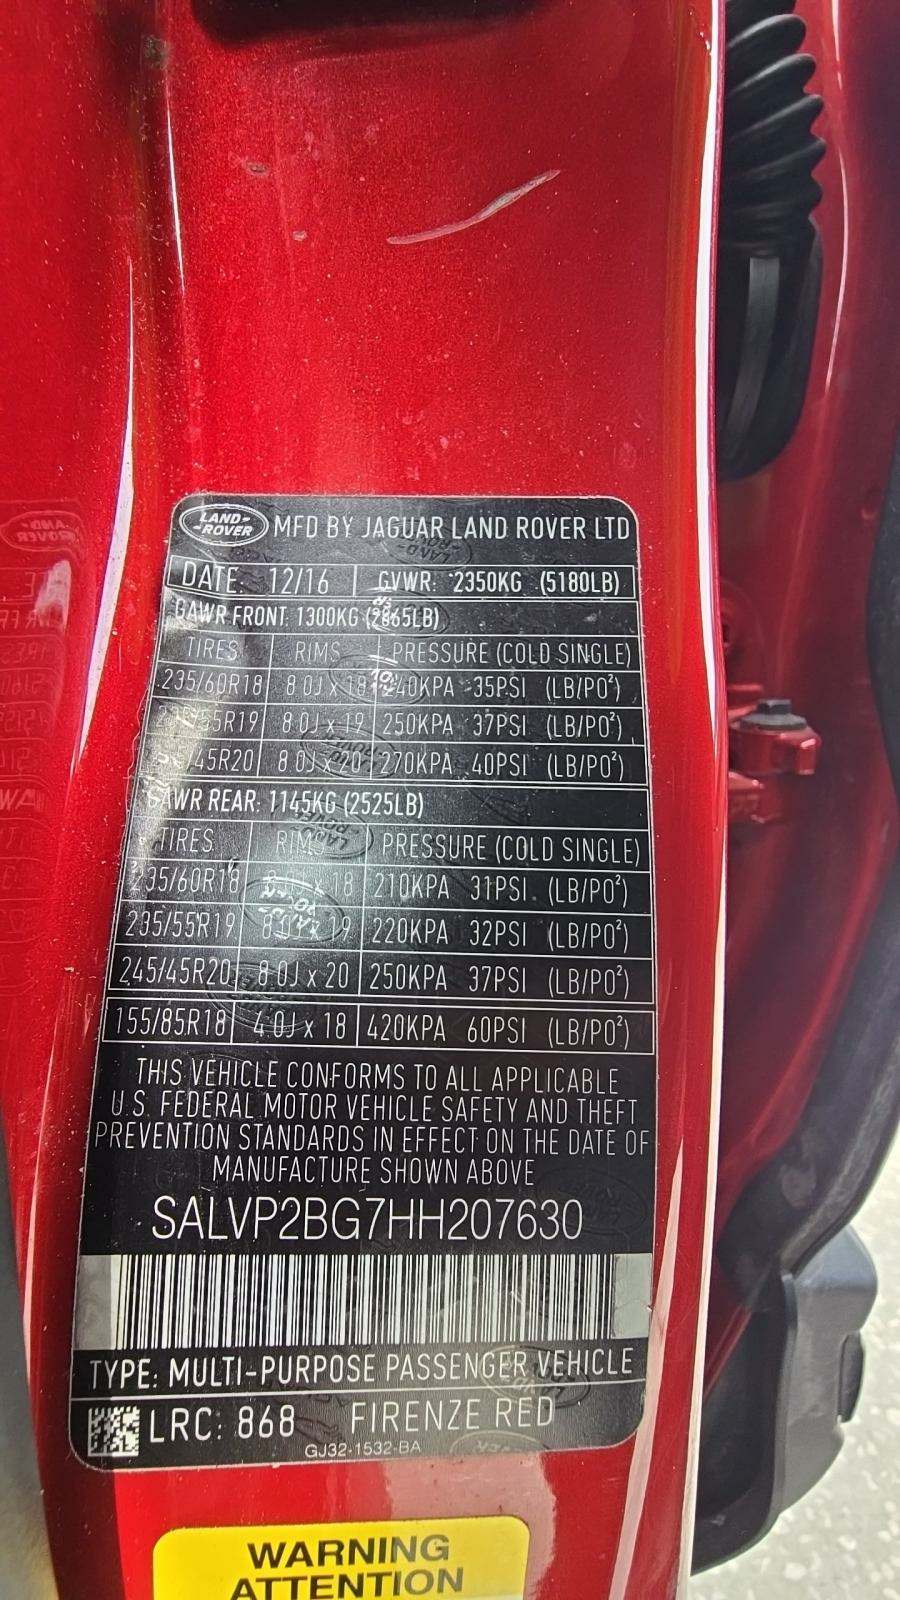 LAND-
-ROVER MFD BY JAGUAR LAND ROVER LTD
DATE: 12/16 GVWR: 2350KG (5180LB)
GAWR FRONT: 1300KG (2865LB)
TIRES RIMS PRESSURE (COLD SINGLE)
235/60R18 8.0J x 18 240KPA 35PSI (LB/PO²)
8.0J x 19 250KPA 37PSI (LB/PO²)
270KPA 40PSI (LB/PO²)
GAWR REAR: 1145KG (2525LB)
TIRES RIMS PRESSURE (COLD SINGLE)
235/60R18 8.0J x 18 210KPA 31PSI (LB/PO²)
235/55R19 8.0J x 19 220KPA 32PSI (LB/PO²)
245/45R20 8.0J x 20 250KPA 37PSI (LB/PO²)
155/85R18 4.0J x 18 420KPA 60PSI (LB/PO²)
THIS VEHICLE CONFORMS TO ALL APPLICABLE
U.S. FEDERAL MOTOR VEHICLE SAFETY AND THEFT
PREVENTION STANDARDS IN EFFECT ON THE DATE OF
MANUFACTURE SHOWN ABOVE
SALVP2BG7HH207630
TYPE: MULTI-PURPOSE PASSENGER VEHICLE
LRC: 868 FIRENZE RED
GJ32-1532-BA
WARNING
ATTENTION